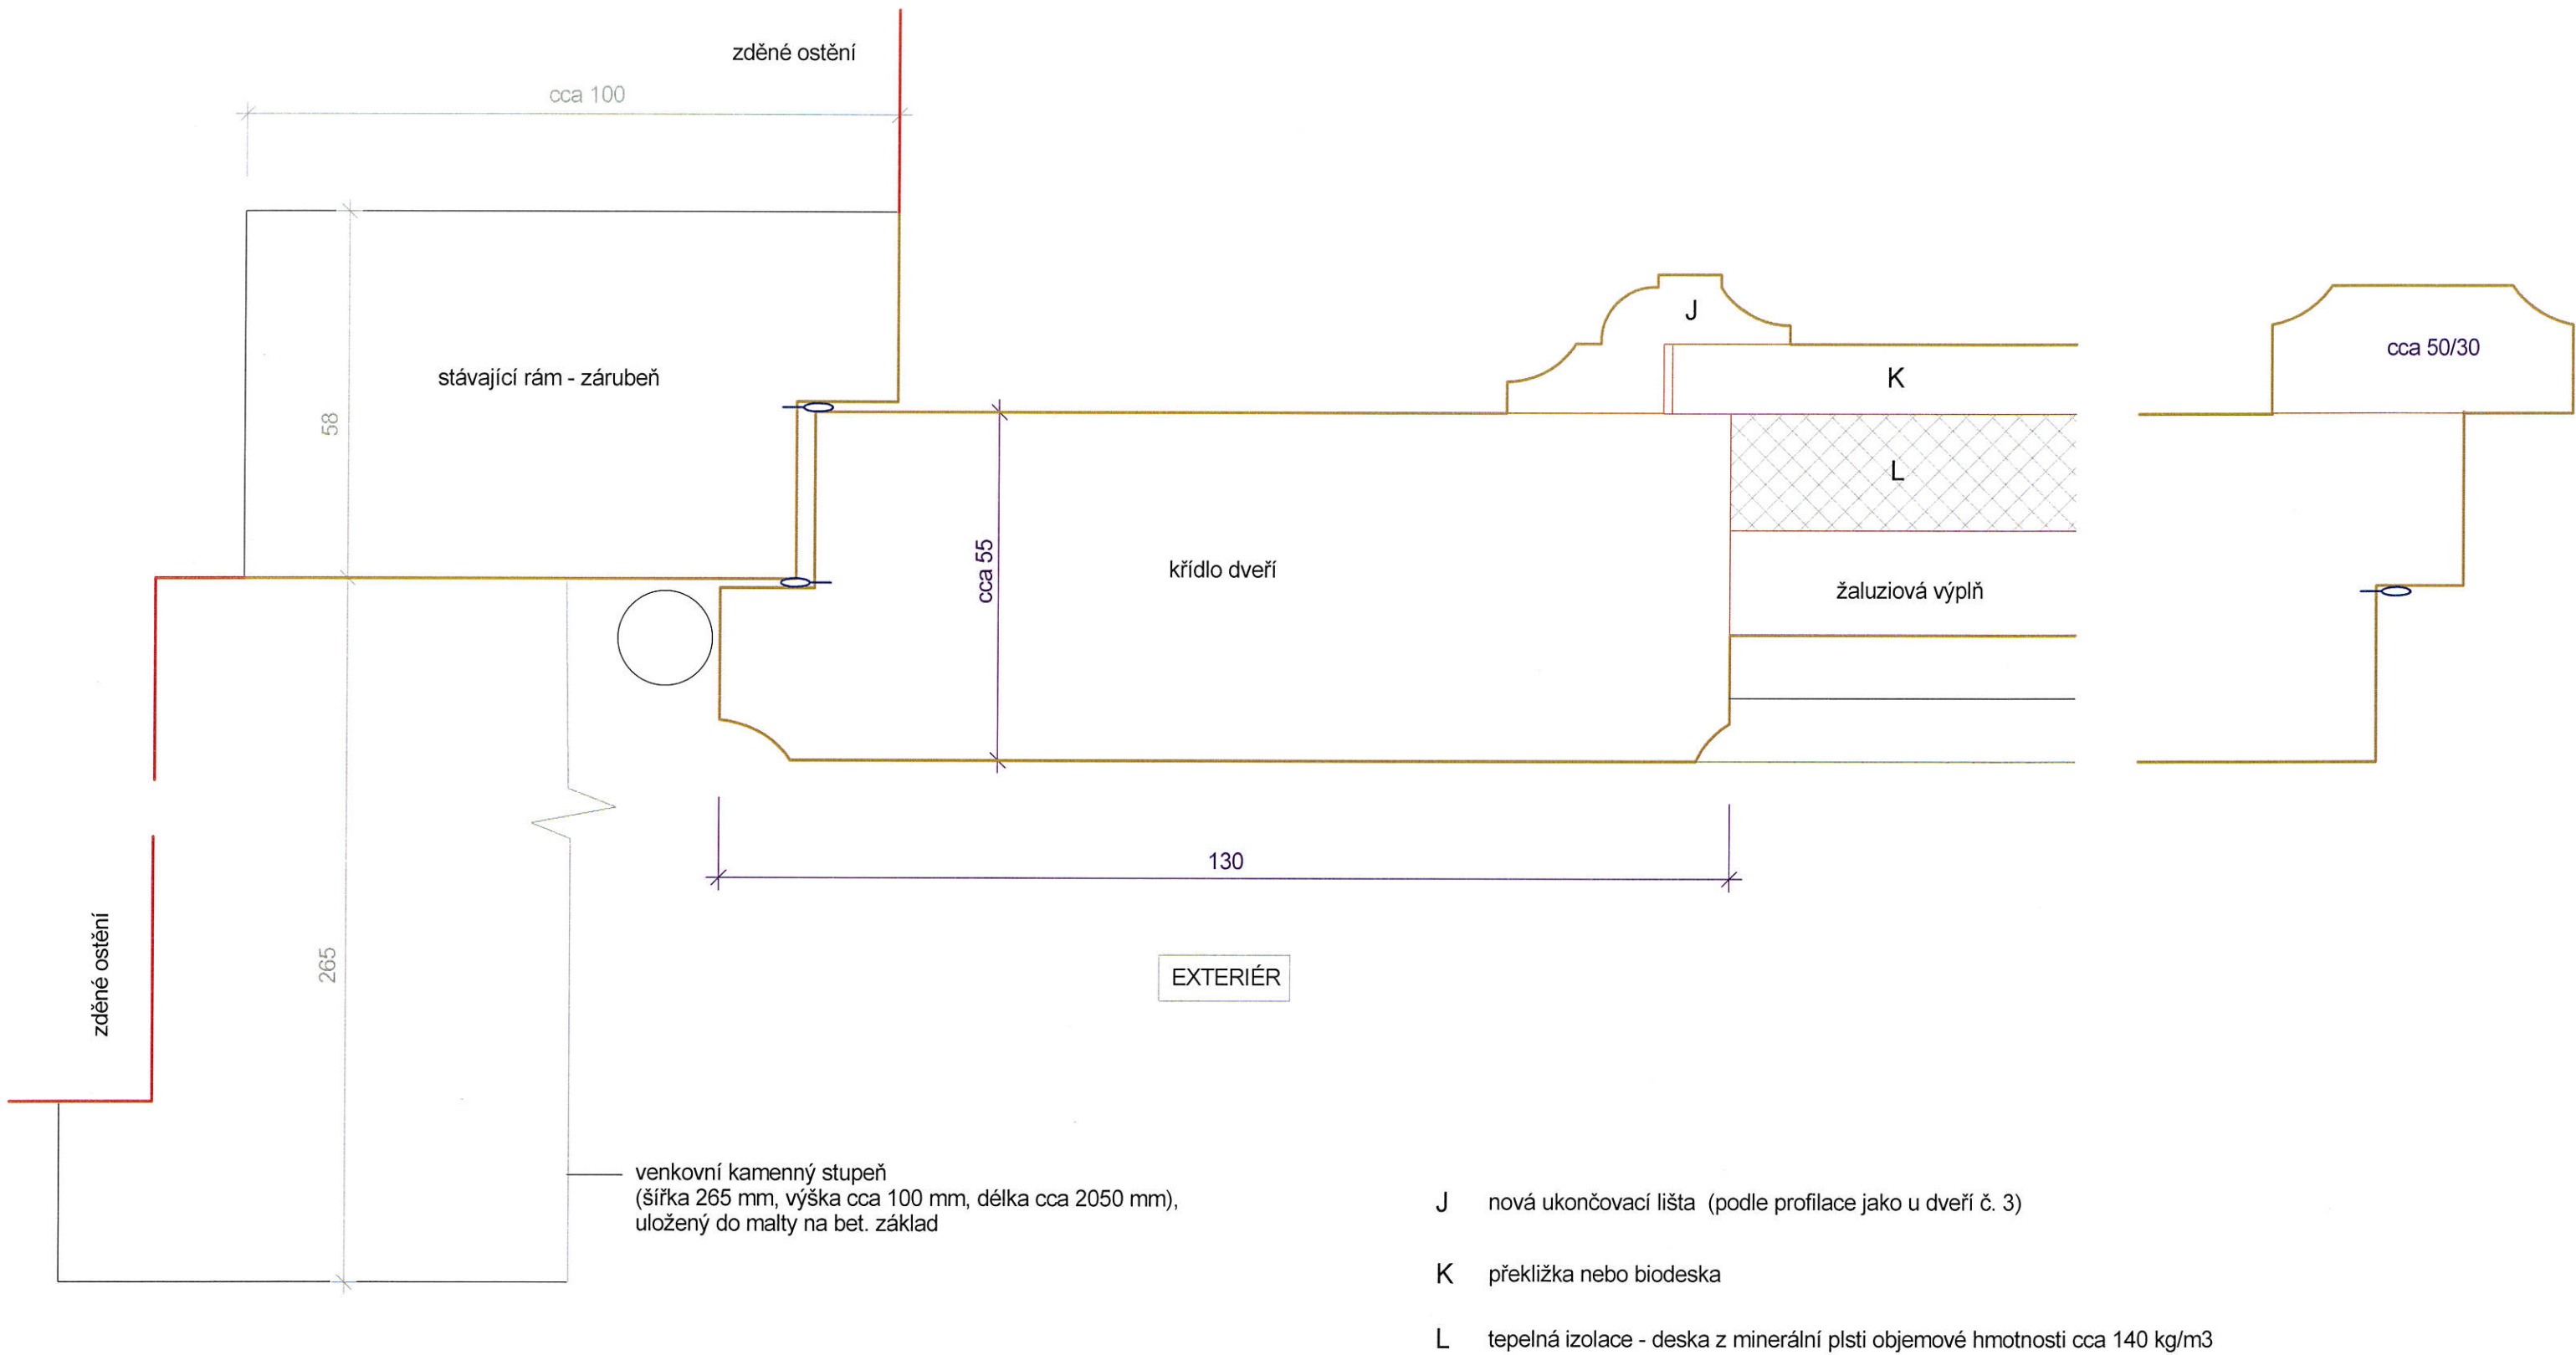 zděné ostění
cca 100
stávající rám - zárubeň
58
J
K
L
cca 50/30
cca 55
křídlo dveří
žaluziová výplň
130
265
zděné ostění
EXTERIÉR
venkovní kamenný stupeň
(šířka 265 mm, výška cca 100 mm, délka cca 2050 mm),
uložený do malty na bet. základ
J nová ukončovací lišta (podle profilace jako u dveří č. 3)
K překližka nebo biodeska
L tepelná izolace - deska z minerální plsti objemové hmotnosti cca 140 kg/m3